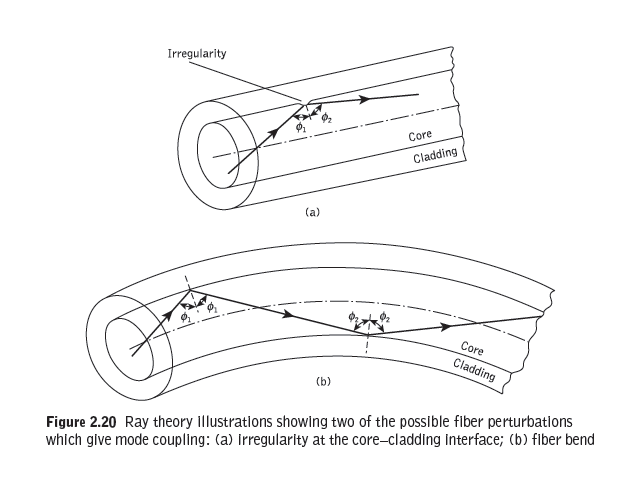 Irregularity
ϕ1
ϕ2
Core
Cladding
(a)
ϕ1
ϕ1
ϕ2
ϕ2
Core
Cladding
(b)
Figure 2.20 Ray theory illustrations showing two of the possible fiber perturbations
which give mode coupling: (a) irregularity at the core–cladding interface; (b) fiber bend